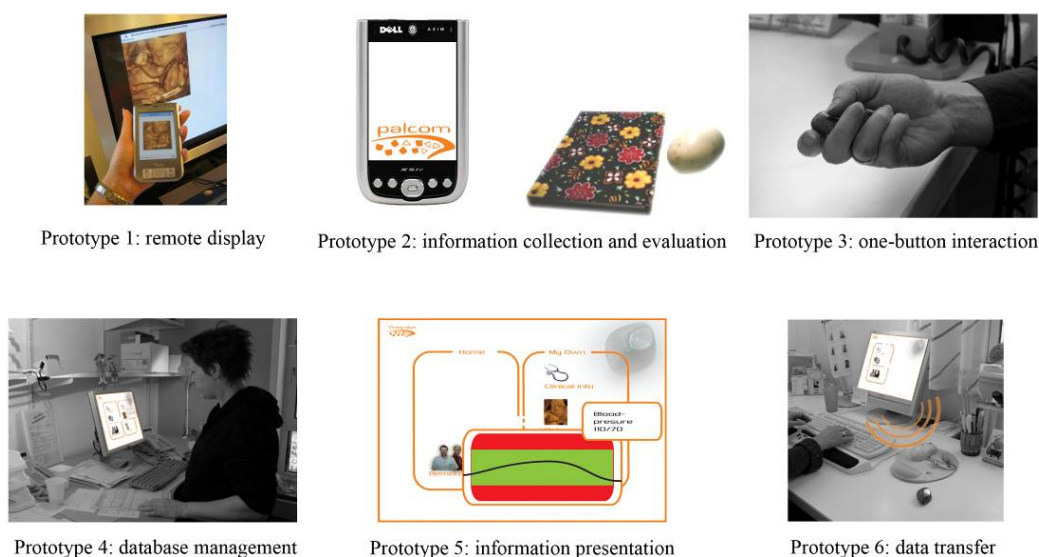 DELL AXIM
palcom
X51v
Prototype 1: remote display
Prototype 2: information collection and evaluation
Prototype 3: one-button interaction
Home
My Own
Clinical Info
Blood-
presure
110/70
Prototype 4: database management
Prototype 5: information presentation
Prototype 6: data transfer